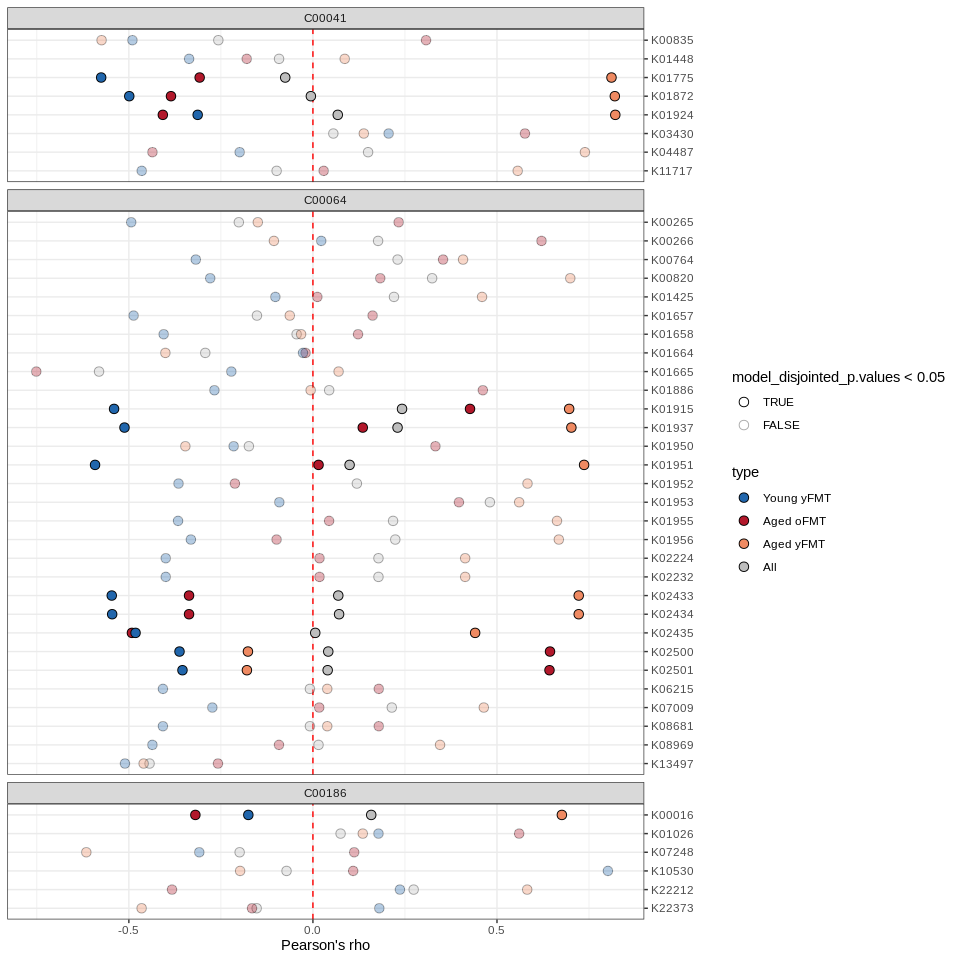 C00041
K00835
K01448
K01775
K01872
K01924
K03430
K04487
K11717
C00064
K00265
K00266
K00764
K00820
K01425
K01657
K01658
K01664
K01665
K01886
K01915
K01937
K01950
K01951
K01952
K01953
K01955
K01956
K02224
K02232
K02433
K02434
K02435
K02500
K02501
K06215
K07009
K08681
K08969
K13497
C00186
K00016
K01026
K07248
K10530
K22212
K22373
-0.5 0.0 0.5
Pearson's rho
model_disjointed_p.values < 0.05
TRUE
FALSE
type
Young yFMT
Aged oFMT
Aged yFMT
All